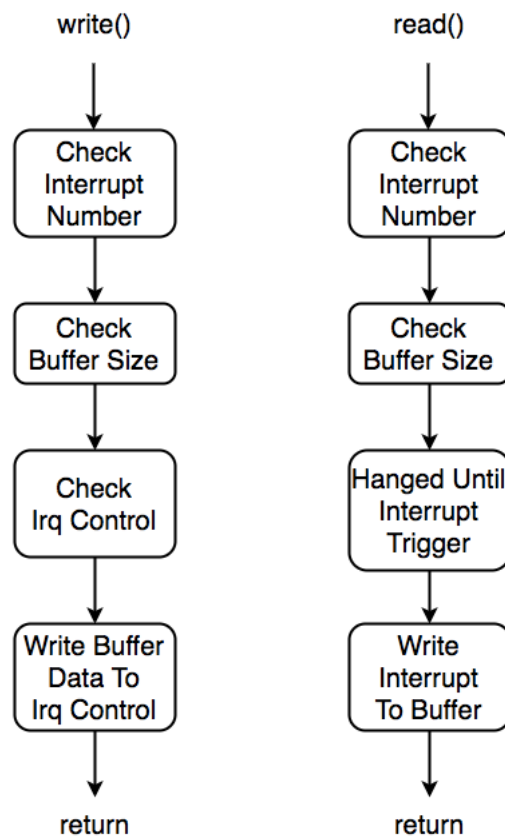 write()
Check
Interrupt
Number
Check
Buffer Size
Check
Irq Control
Write Buffer
Data To
Irq Control
return
read()
Check
Interrupt
Number
Check
Buffer Size
Hanged Until
Interrupt
Trigger
Write
Interrupt
To Buffer
return